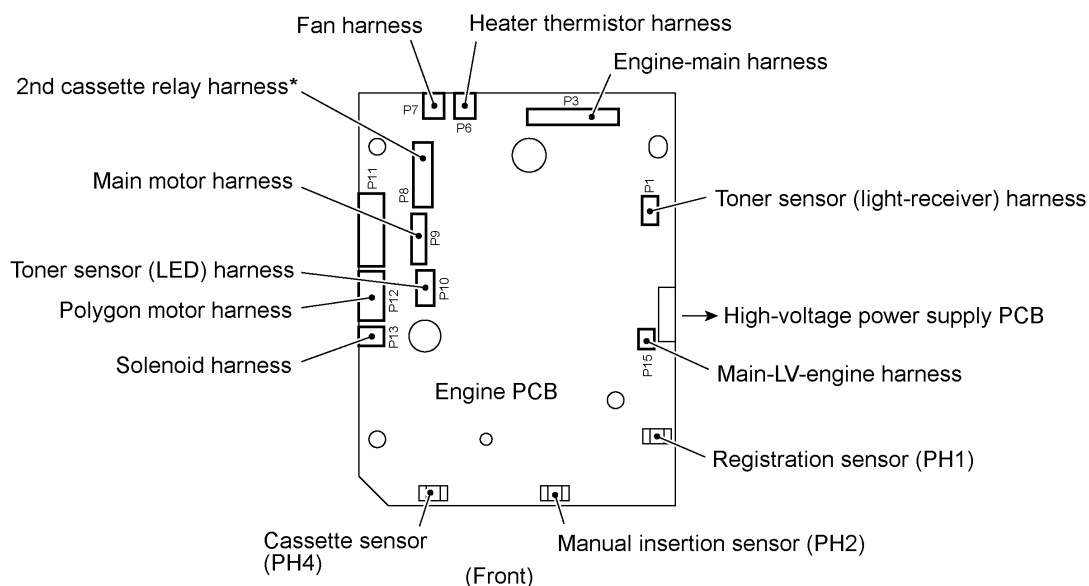 Fan harness
Heater thermistor harness
Engine-main harness
2nd cassette relay harness*
P7
P6
P3
P11
P8
P1
Main motor harness
Toner sensor (light-receiver) harness
P9
Toner sensor (LED) harness
P10
P12
Polygon motor harness
High-voltage power supply PCB
P13
P15
Solenoid harness
Main-LV-engine harness
Engine PCB
Registration sensor (PH1)
Cassette sensor
(PH4)
Manual insertion sensor (PH2)
(Front)